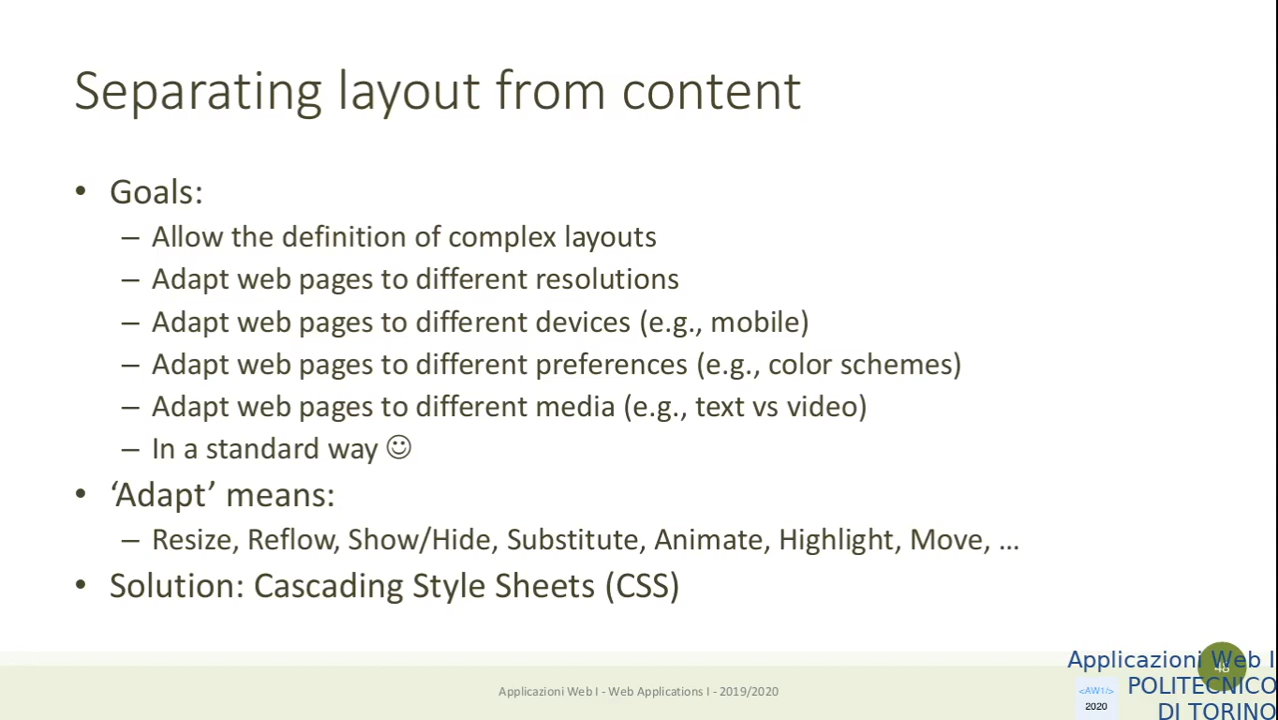 Separating layout from content
• Goals:
– Allow the definition of complex layouts
– Adapt web pages to different resolutions
– Adapt web pages to different devices (e.g., mobile)
– Adapt web pages to different preferences (e.g., color schemes)
– Adapt web pages to different media (e.g., text vs video)
– In a standard way ☺
• ‘Adapt’ means:
– Resize, Reflow, Show/Hide, Substitute, Animate, Highlight, Move, …
• Solution: Cascading Style Sheets (CSS)
Applicazioni Web I - Web Applications I - 2019/2020
Applicazioni Web I
POLITECNICO
DI TORINO
<AW1/>
2020